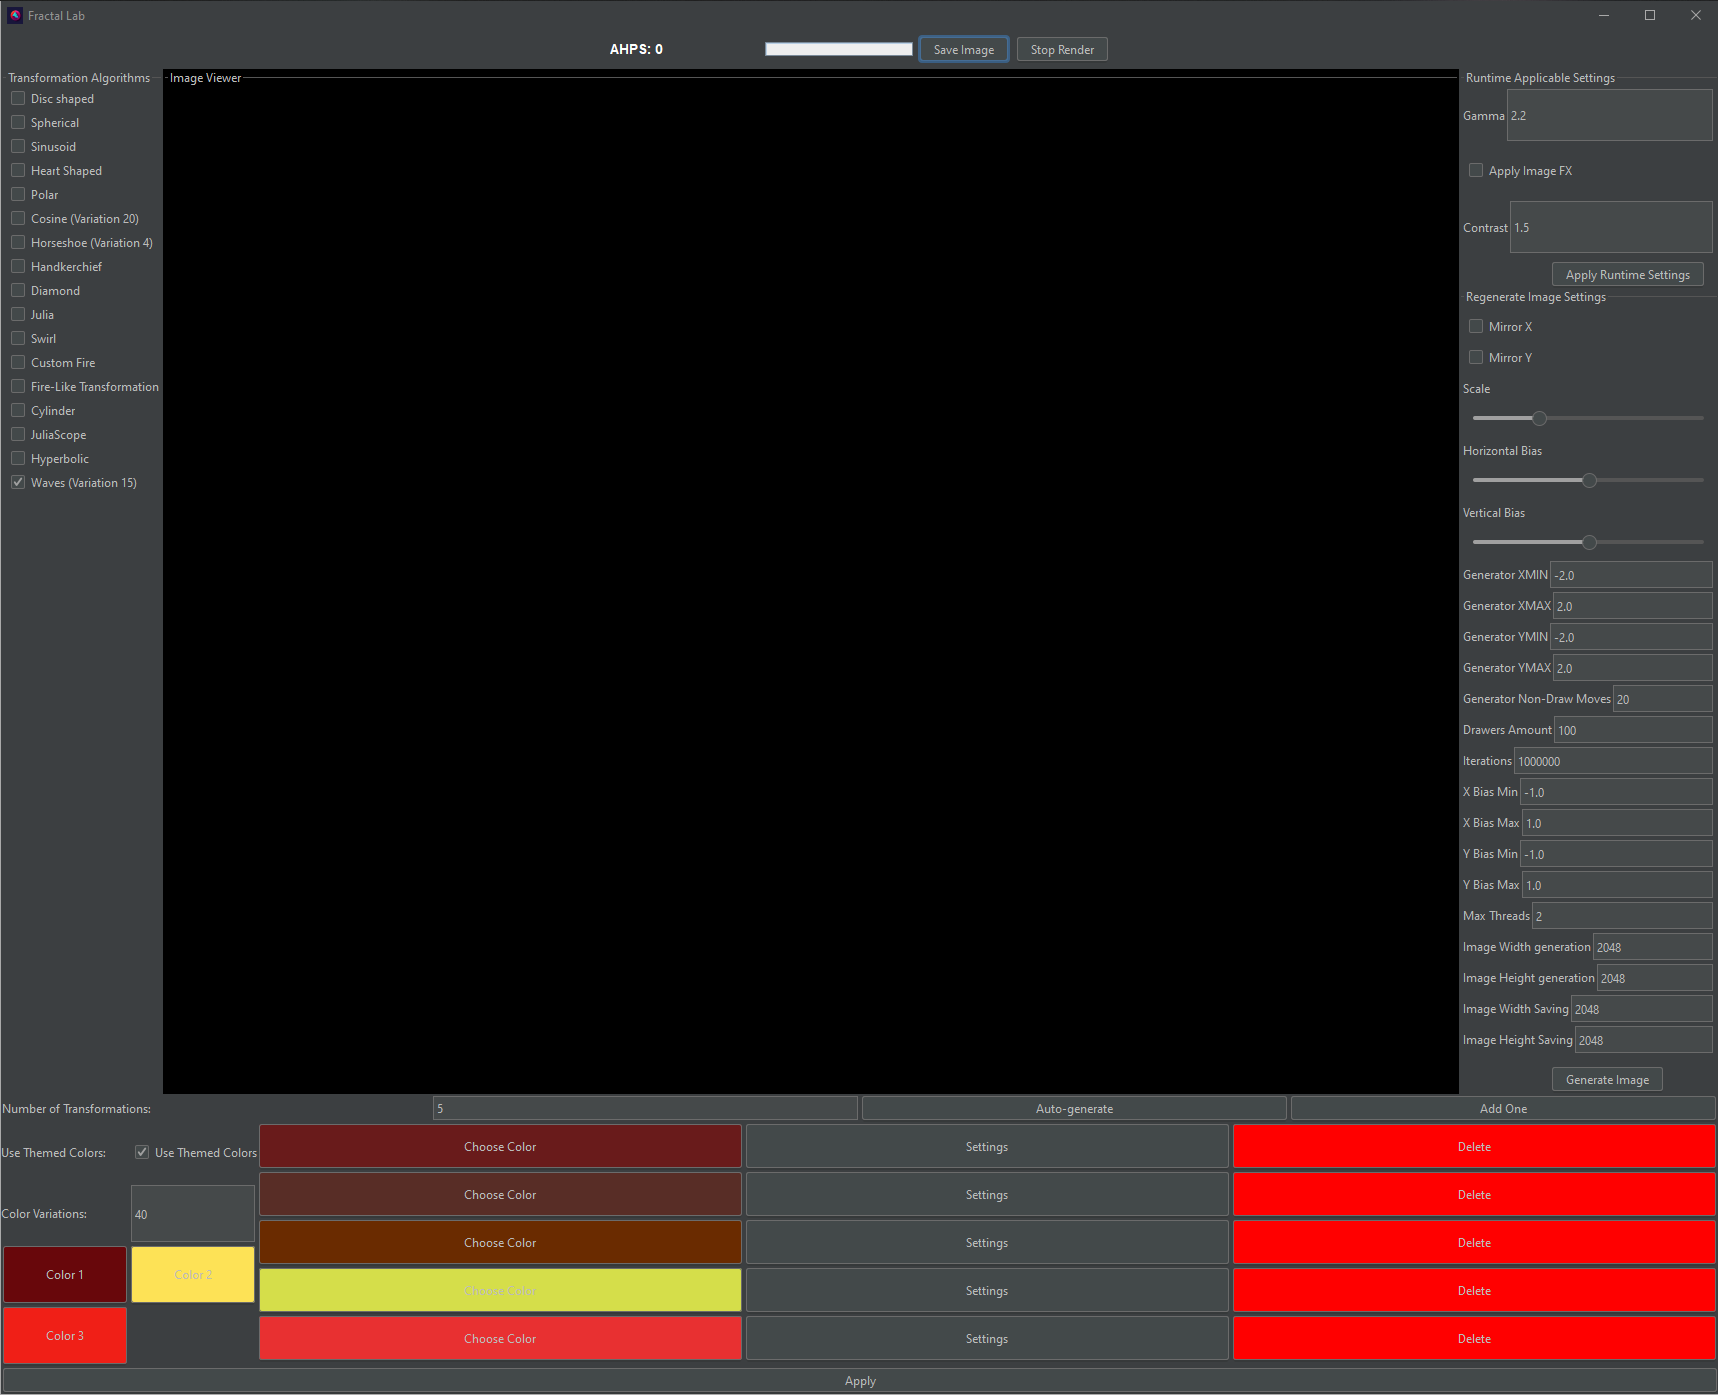 Fractal Lab
AHPS: 0
Save Image
Stop Render
Transformation Algorithms
Disc shaped
Spherical
Sinusoid
Heart Shaped
Polar
Cosine (Variation 20)
Horseshoe (Variation 4)
Handkerchief
Diamond
Julia
Swirl
Custom Fire
Fire-Like Transformation
Cylinder
JuliaScope
Hyperbolic
Waves (Variation 15)
Image Viewer
Runtime Applicable Settings
Gamma 2.2
Apply Image FX
Contrast 1.5
Apply Runtime Settings
Regenerate Image Settings
Mirror X
Mirror Y
Scale
Horizontal Bias
Vertical Bias
Generator XMIN -2.0
Generator XMAX 2.0
Generator YMIN -2.0
Generator YMAX 2.0
Generator Non-Draw Moves 20
Drawers Amount 100
Iterations 1000000
X Bias Min -1.0
X Bias Max 1.0
Y Bias Min -1.0
Y Bias Max 1.0
Max Threads 2
Image Width generation 2048
Image Height generation 2048
Image Width Saving 2048
Image Height Saving 2048
Generate Image
Number of Transformations: 5 Auto-generate Add One
Use Themed Colors: Use Themed Colors
Color Variations: 40
Color 1 Color 2
Color 3
Choose Color Settings Delete
Choose Color Settings Delete
Choose Color Settings Delete
Choose Color Settings Delete
Choose Color Settings Delete
Apply